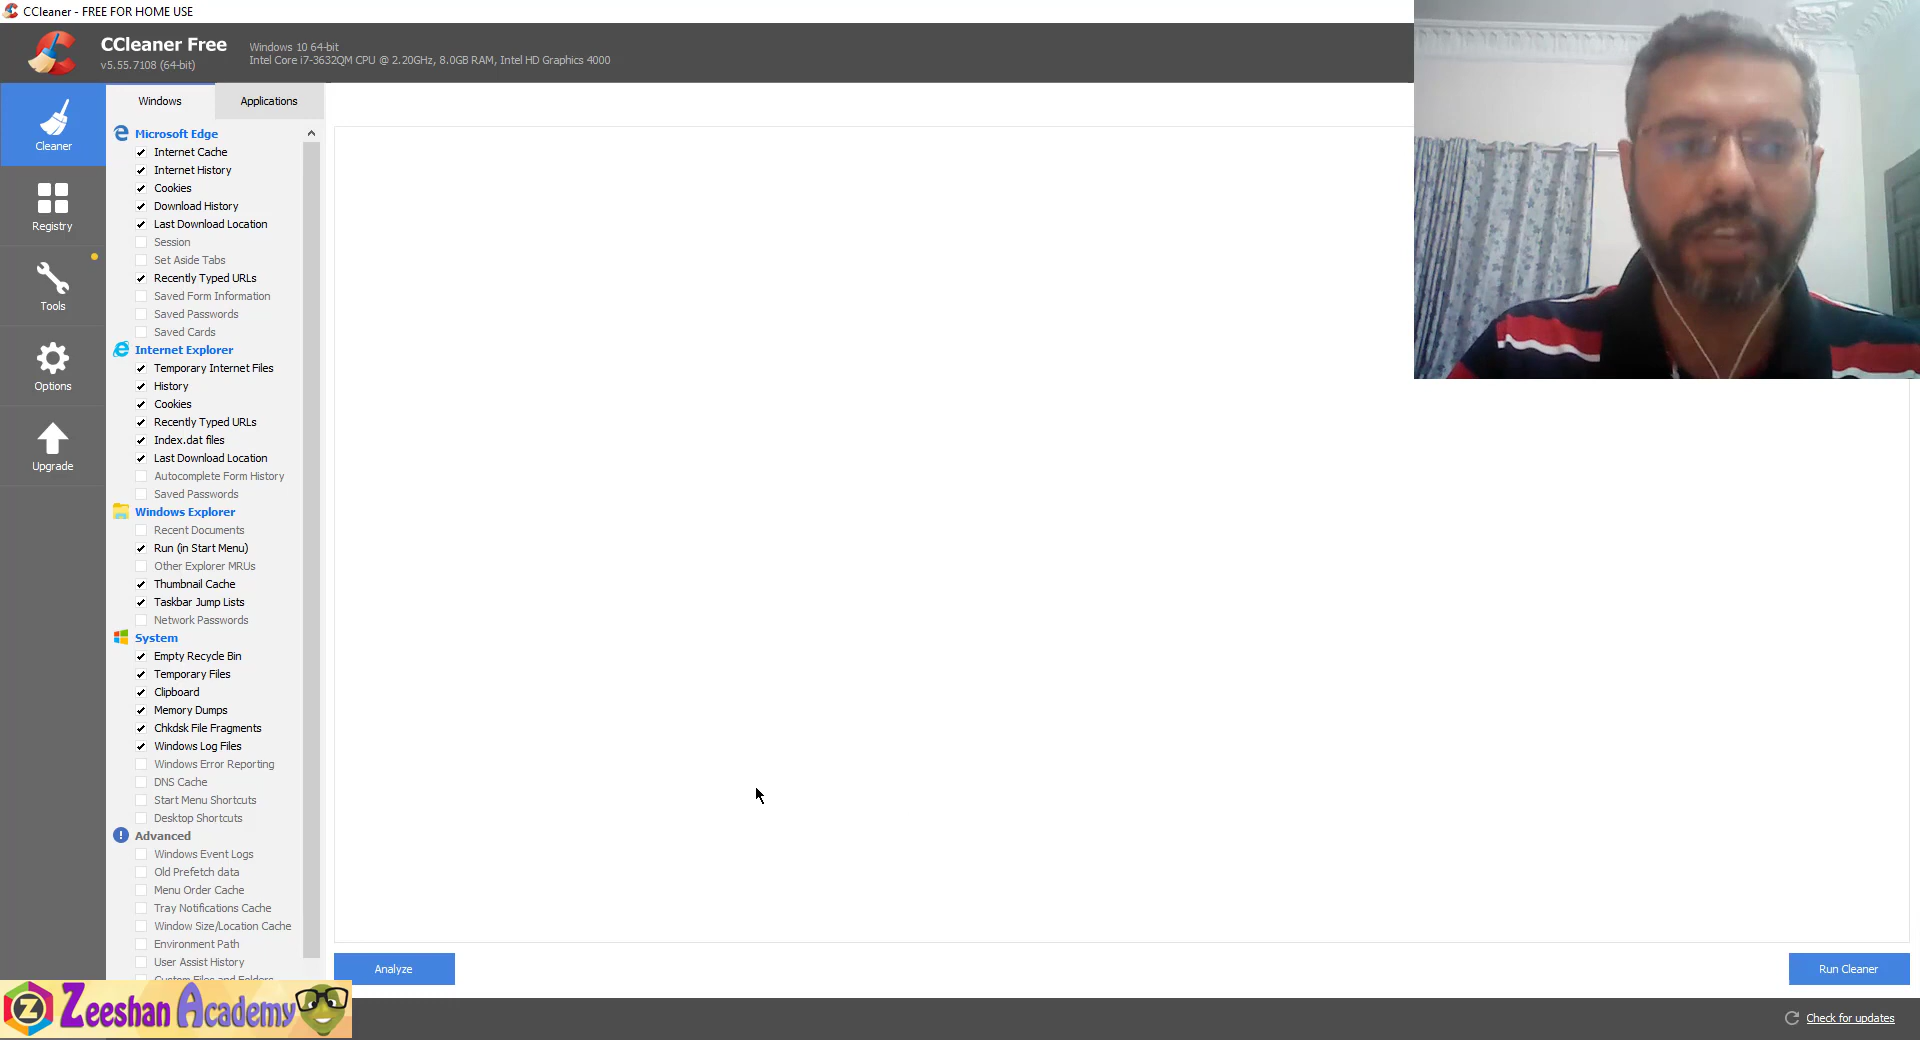 CCleaner - FREE FOR HOME USE
CCleaner Free
v5.55.7108 (64-bit)
Windows 10 64-bit
Intel Core i7-3632QM CPU @ 2.20GHz, 8.0GB RAM, Intel HD Graphics 4000
Cleaner
Registry
Tools
Options
Upgrade
Windows
Applications
Microsoft Edge
Internet Cache
Internet History
Cookies
Download History
Last Download Location
Session
Set Aside Tabs
Recently Typed URLs
Saved Form Information
Saved Passwords
Saved Cards
Internet Explorer
Temporary Internet Files
History
Cookies
Recently Typed URLs
Index.dat files
Last Download Location
Autocomplete Form History
Saved Passwords
Windows Explorer
Recent Documents
Run (in Start Menu)
Other Explorer MRUs
Thumbnail Cache
Taskbar Jump Lists
Network Passwords
System
Empty Recycle Bin
Temporary Files
Clipboard
Memory Dumps
Chkdsk File Fragments
Windows Log Files
Windows Error Reporting
DNS Cache
Start Menu Shortcuts
Desktop Shortcuts
Advanced
Windows Event Logs
Old Prefetch data
Menu Order Cache
Tray Notifications Cache
Window Size/Location Cache
Environment Path
User Assist History
Custom Files and Folders
Analyze
Run Cleaner
Z Zeeshan Academy
Check for updates